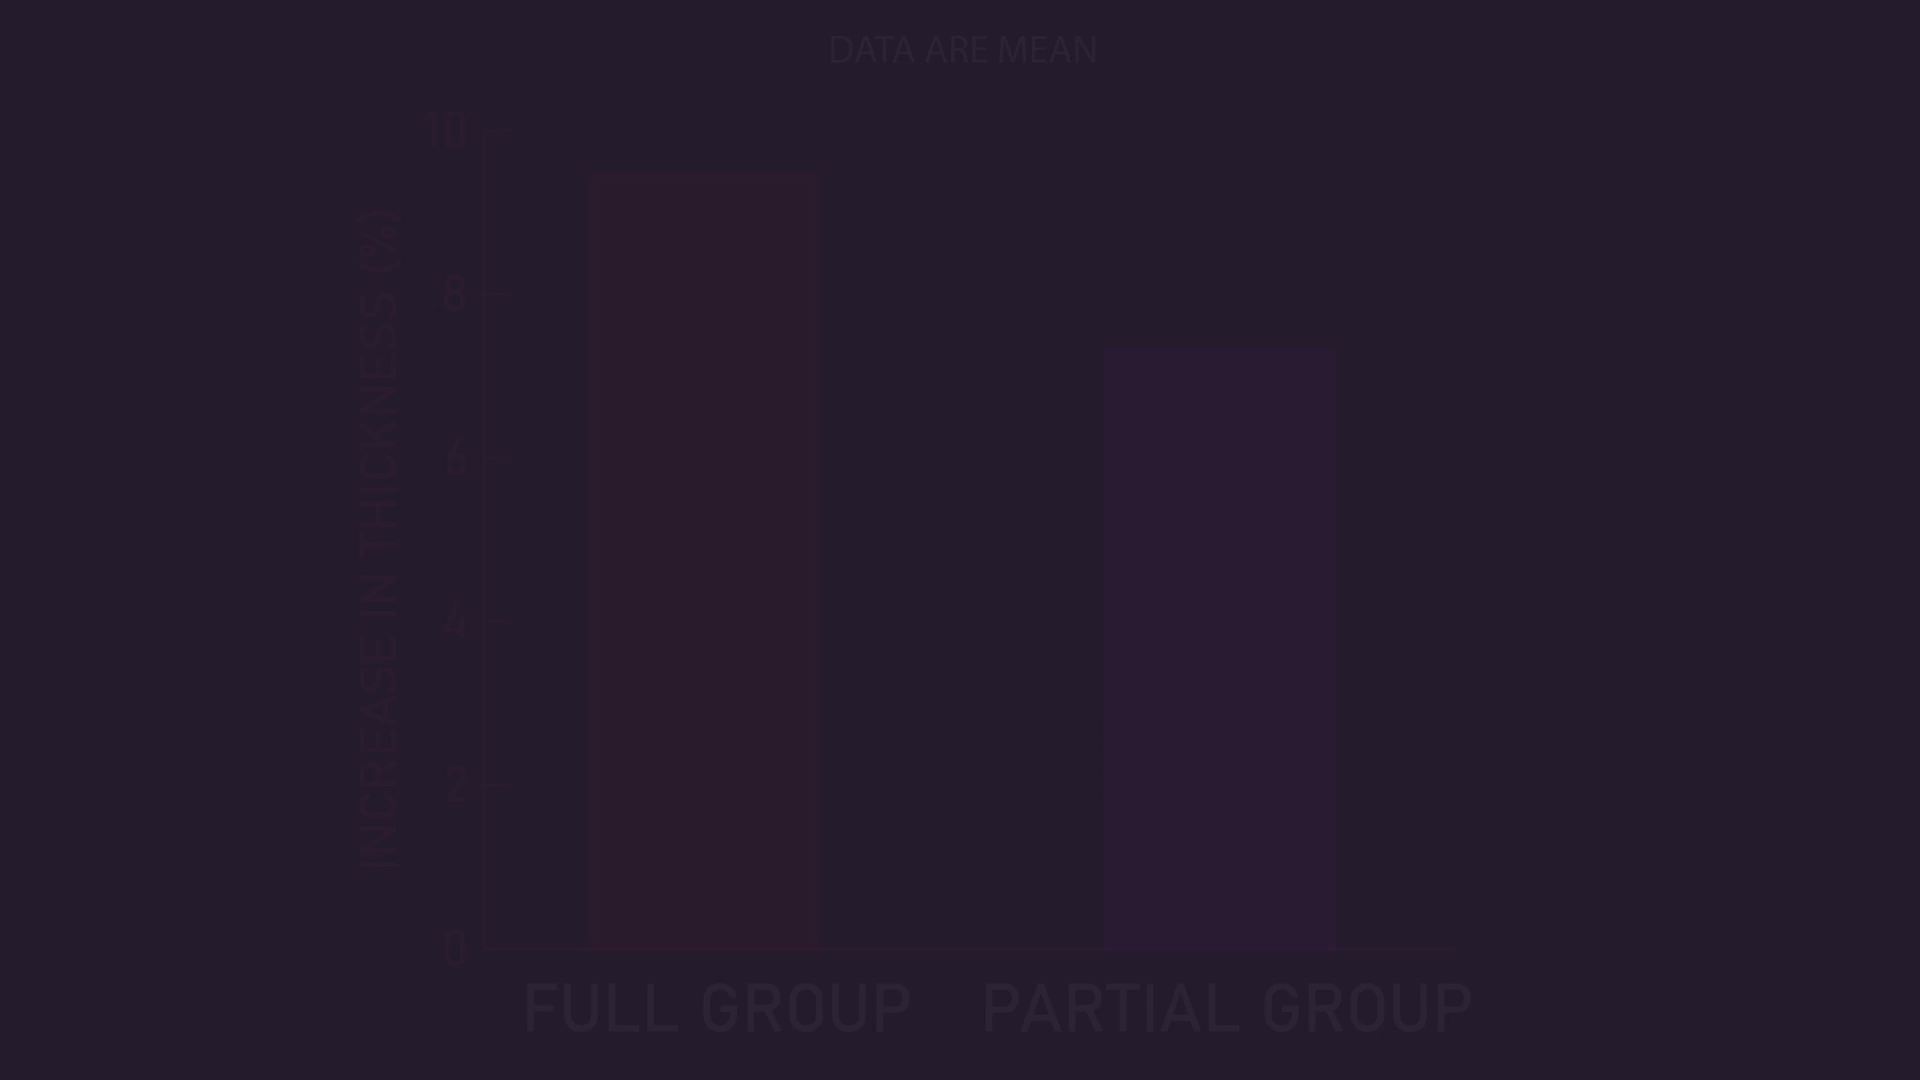 DATA ARE MEAN
INCREASE IN THICKNESS (%)
10
8
6
4
2
0
FULL GROUP
PARTIAL GROUP